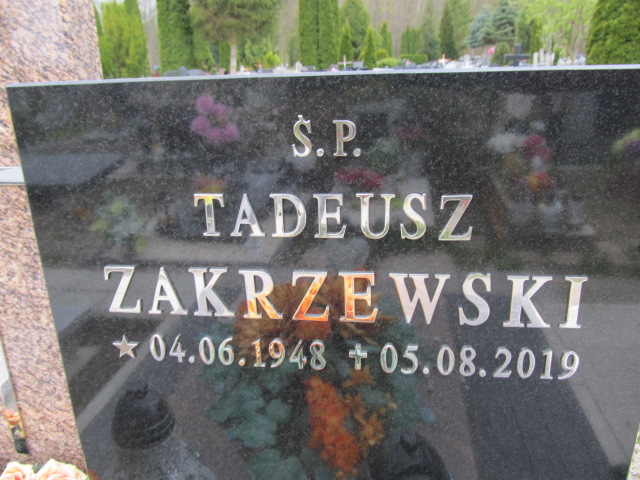 Ś.P.
TADEUSZ
ZAKRZEWSKI
★ 04.06.1948 ✝ 05.08.2019